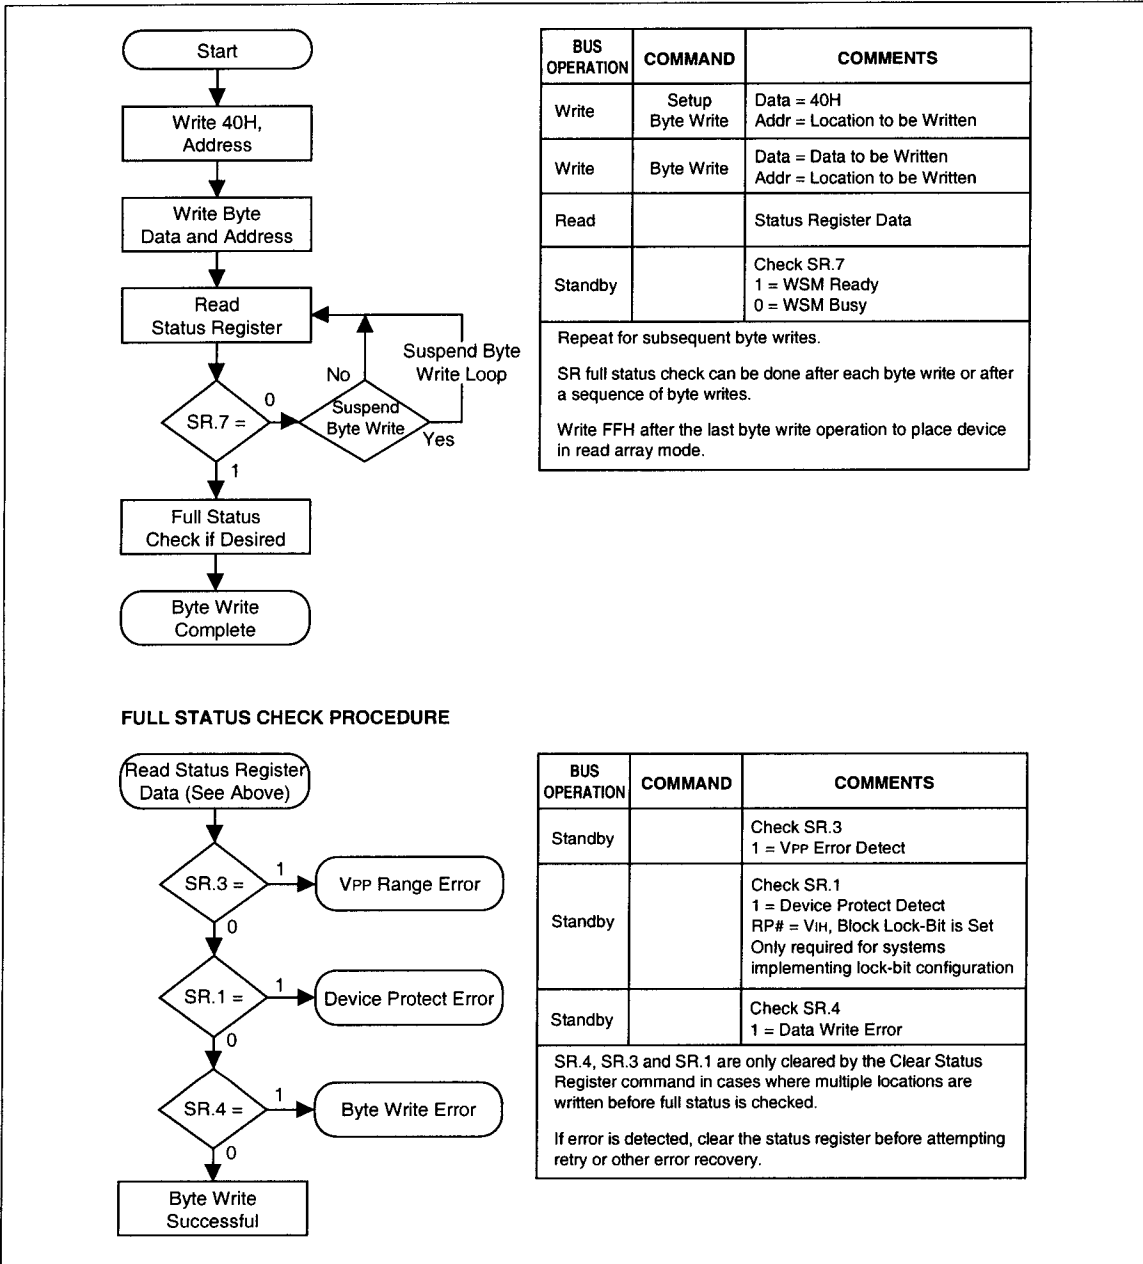 Start
Write 40H,
Address
Write Byte
Data and Address
Read
Status Register
Suspend Byte
Write Loop
No
SR.7 =
0
Suspend
Byte Write
Yes
1
Full Status
Check if Desired
Byte Write
Complete
BUS
OPERATION
COMMAND
COMMENTS
Write
Setup
Byte Write
Data = 40H
Addr = Location to be Written
Write
Byte Write
Data = Data to be Written
Addr = Location to be Written
Read
Status Register Data
Standby
Check SR.7
1 = WSM Ready
0 = WSM Busy
Repeat for subsequent byte writes.
SR full status check can be done after each byte write or after
a sequence of byte writes.
Write FFH after the last byte write operation to place device
in read array mode.
FULL STATUS CHECK PROCEDURE
Read Status Register
Data (See Above)
SR.3 =
1
VPP Range Error
0
SR.1 =
1
Device Protect Error
0
SR.4 =
1
Byte Write Error
0
Byte Write
Successful
BUS
OPERATION
COMMAND
COMMENTS
Standby
Check SR.3
1 = VPP Error Detect
Standby
Check SR.1
1 = Device Protect Detect
RP# = VIH, Block Lock-Bit is Set
Only required for systems
implementing lock-bit configuration
Standby
Check SR.4
1 = Data Write Error
SR.4, SR.3 and SR.1 are only cleared by the Clear Status
Register command in cases where multiple locations are
written before full status is checked.
If error is detected, clear the status register before attempting
retry or other error recovery.